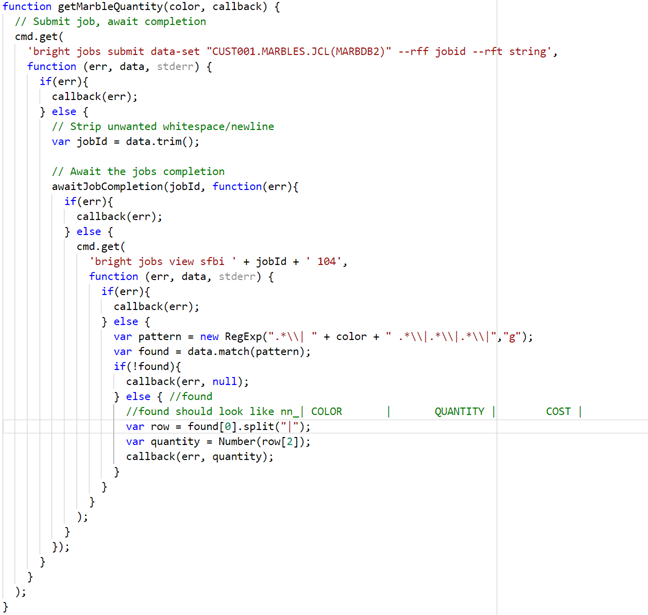 function getMarbleQuantity(color, callback) {
// Submit job, await completion
cmd.get(
'bright jobs submit data-set "CUST001.MARBLES.JCL(MARBDB2)" --rff jobid --rft string',
function (err, data, stderr) {
if(err){
callback(err);
} else {
// Strip unwanted whitespace/newline
var jobId = data.trim();
// Await the jobs completion
awaitJobCompletion(jobId, function(err){
if(err){
callback(err);
} else {
cmd.get(
'bright jobs view sfbi ' + jobId + ' 104',
function (err, data, stderr) {
if(err){
callback(err);
} else {
var pattern = new RegExp(".*\\| " + color + " .*\\|.*\\|.*\\|","g");
var found = data.match(pattern);
if(!found){
callback(err, null);
} else { //found
//found should look like nn_| COLOR | QUANTITY | COST |
var row = found[0].split("|");
var quantity = Number(row[2]);
callback(err, quantity);
}
}
}
);
}
});
}
}
);
}